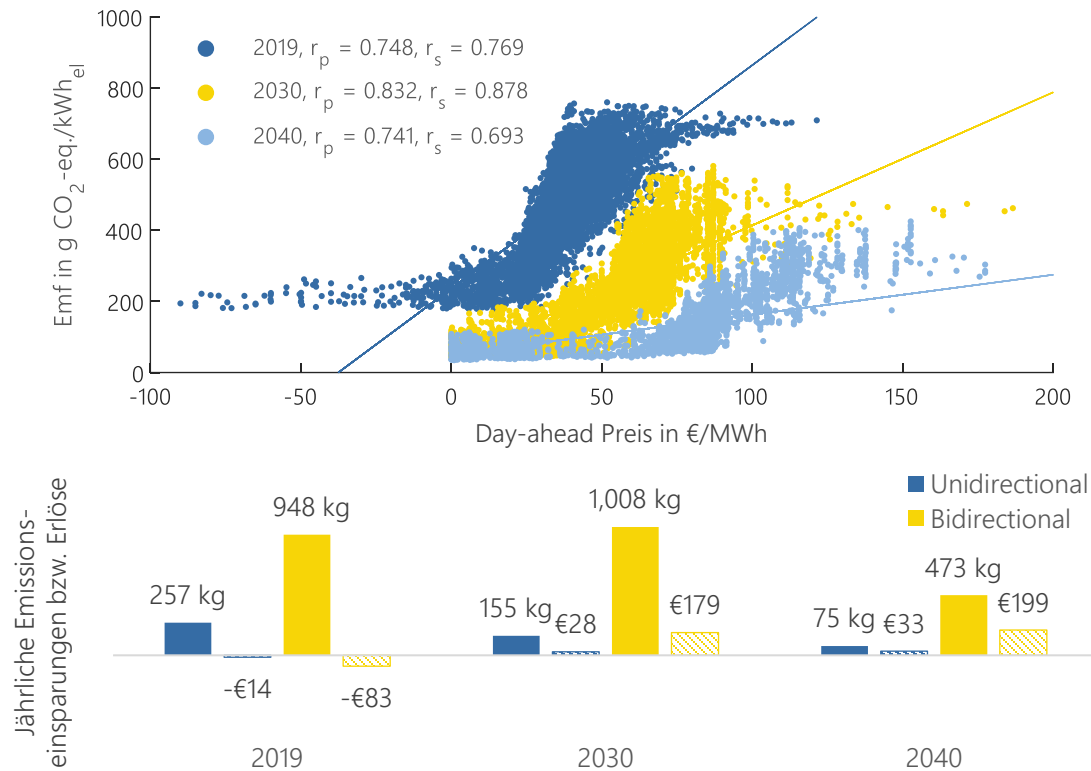 1000
800
600
400
200
0
Emf in g CO2-eq./kWhel
2019, rp = 0.748, rs = 0.769
2030, rp = 0.832, rs = 0.878
2040, rp = 0.741, rs = 0.693
-100 -50 0 50 100 150 200
Day-ahead Preis in €/MWh
Jährliche Emissions-
einsparungen bzw. Erlöse
Unidirectional
Bidirectional
257 kg
-€14
948 kg
-€83
155 kg
€28
1,008 kg
€179
75 kg
€33
473 kg
€199
2019 2030 2040